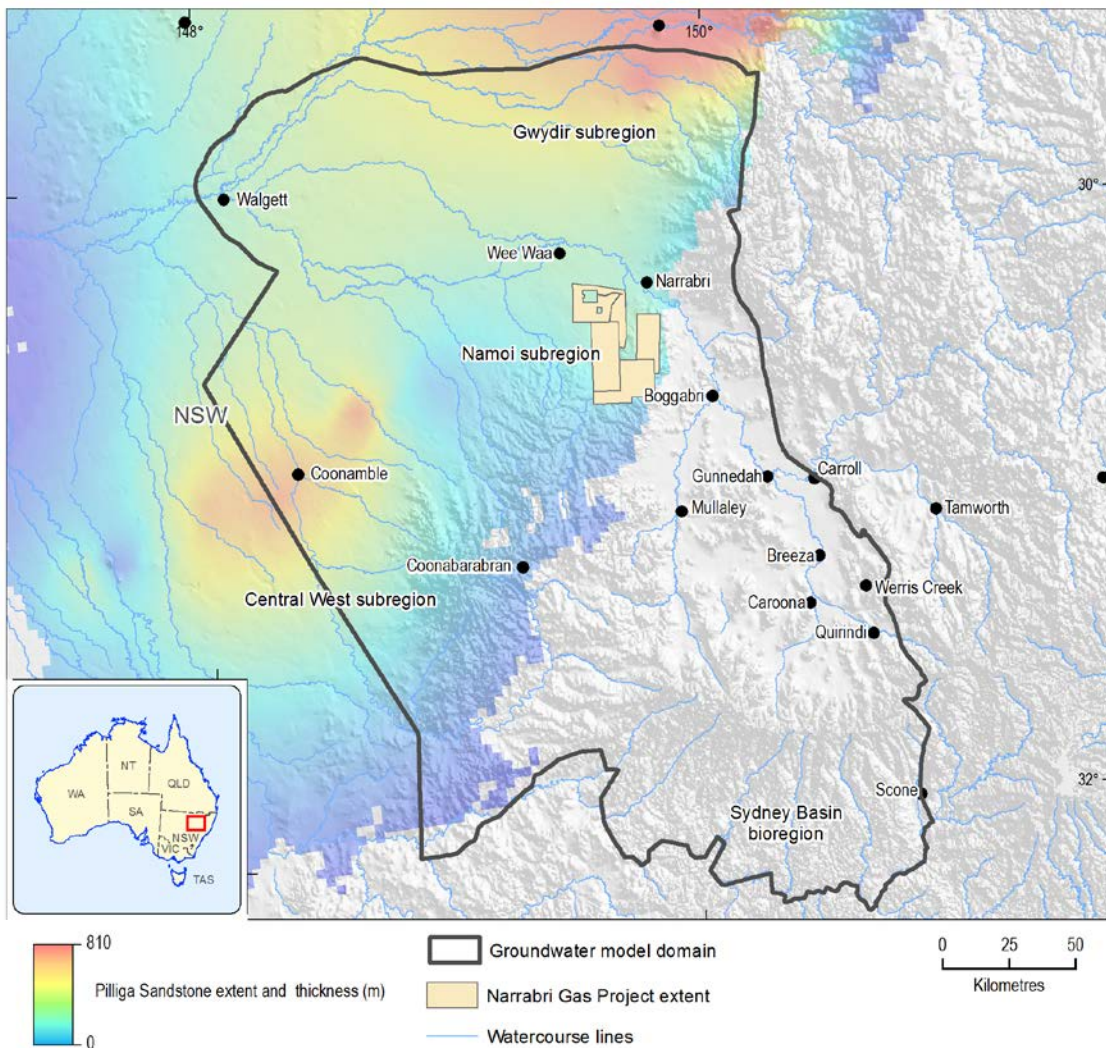 148°
150°
Gwydir subregion
30°
Walgett
Wee Waa
Narrabri
Namoi subregion
Boggabri
NSW
Coonamble
Gunnedah
Carroll
Mullaley
Tamworth
Breeza
Coonabarabran
Werris Creek
Central West subregion
Caroona
Quirindi
32°
Scone
Sydney Basin
bioregion
NT
QLD
WA
SA
NSW
VIC
TAS
810
Pilliga Sandstone extent and thickness (m)
0
Groundwater model domain
Narrabri Gas Project extent
Watercourse lines
0 25 50
Kilometres